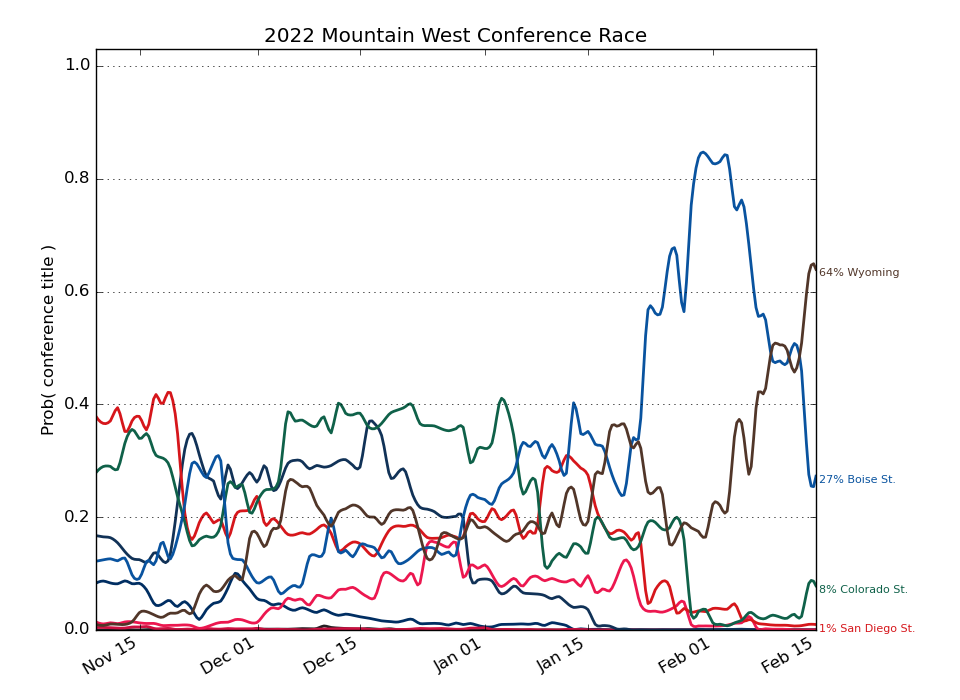 2022 Mountain West Conference Race
Prob( conference title )
1.0
0.8
0.6
0.4
0.2
0.0
64% Wyoming
27% Boise St.
8% Colorado St.
1% San Diego St.
Nov 15
Dec 01
Dec 15
Jan 01
Jan 15
Feb 01
Feb 15